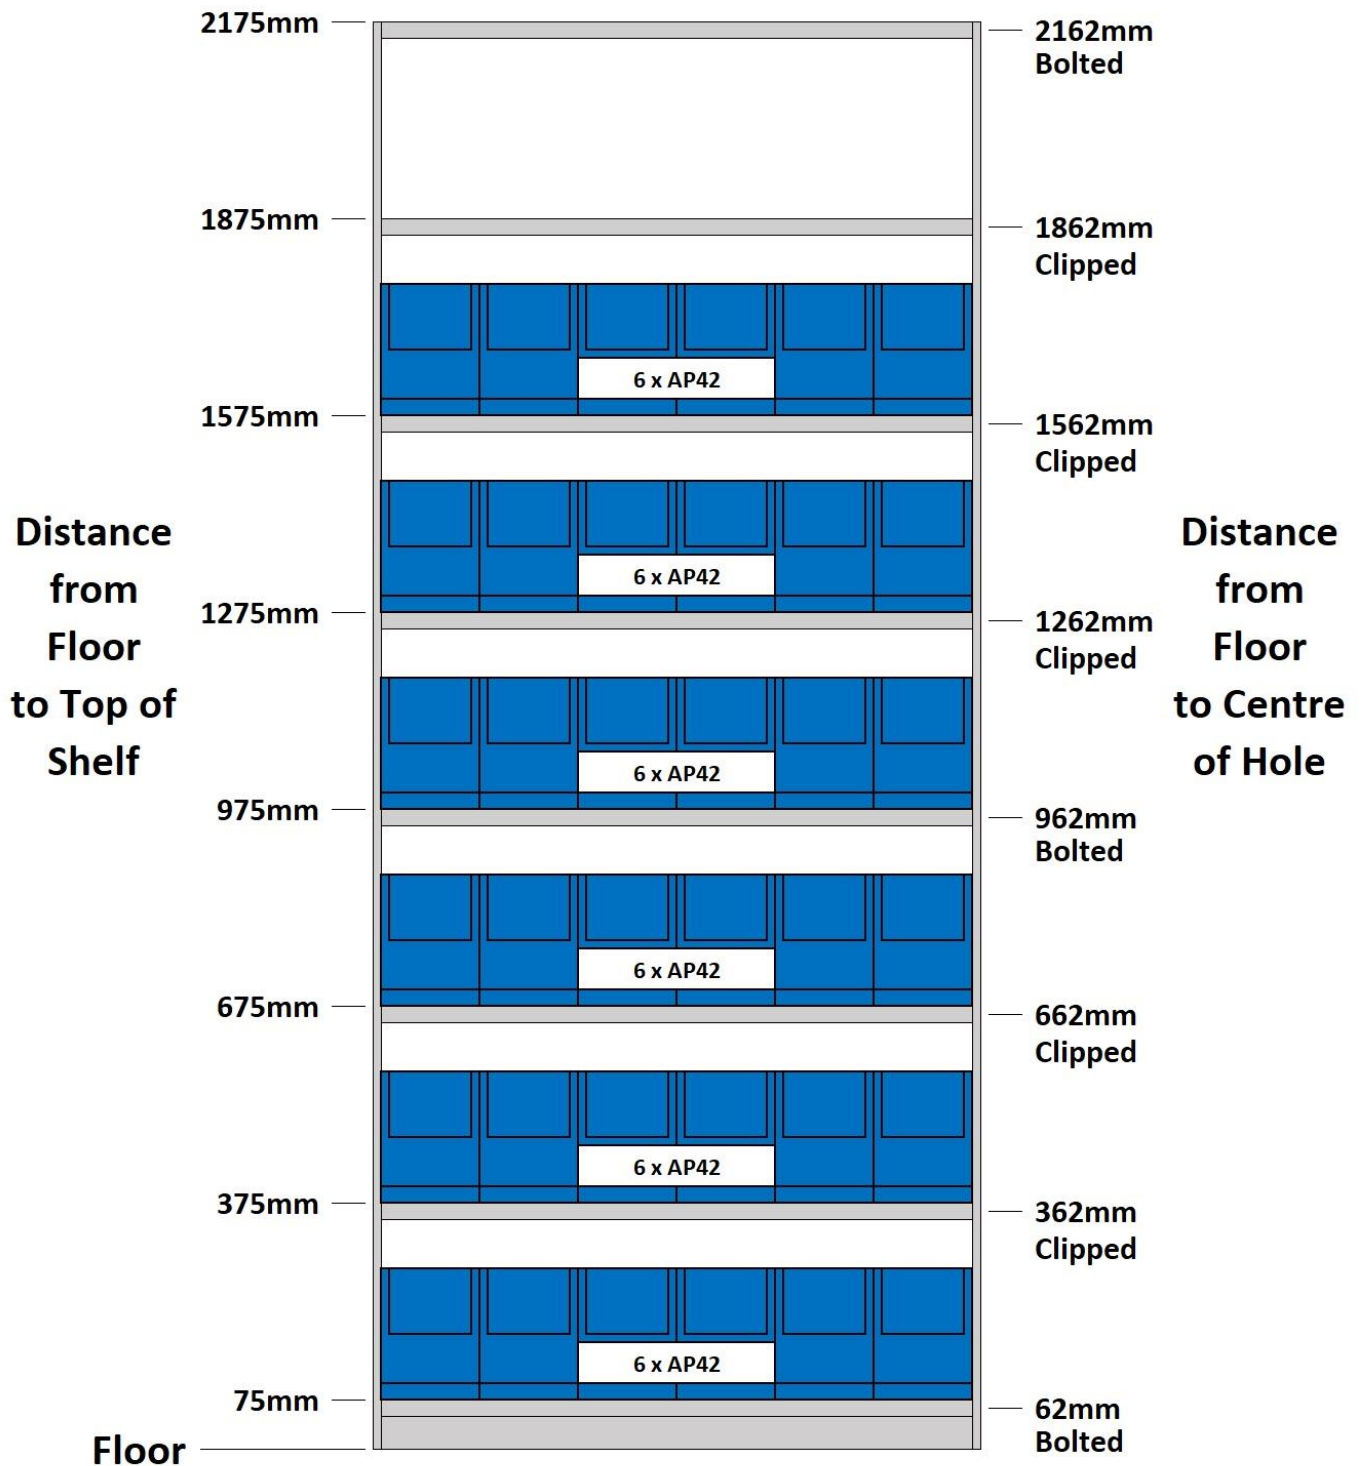 2175mm
2162mm
Bolted
1875mm
1862mm
Clipped
6 x AP42
1575mm
1562mm
Clipped
6 x AP42
1275mm
1262mm
Clipped
6 x AP42
975mm
962mm
Bolted
6 x AP42
675mm
662mm
Clipped
6 x AP42
375mm
362mm
Clipped
6 x AP42
75mm
62mm
Bolted
Floor
Distance
from
Floor
to Top of
Shelf
Distance
from
Floor
to Centre
of Hole